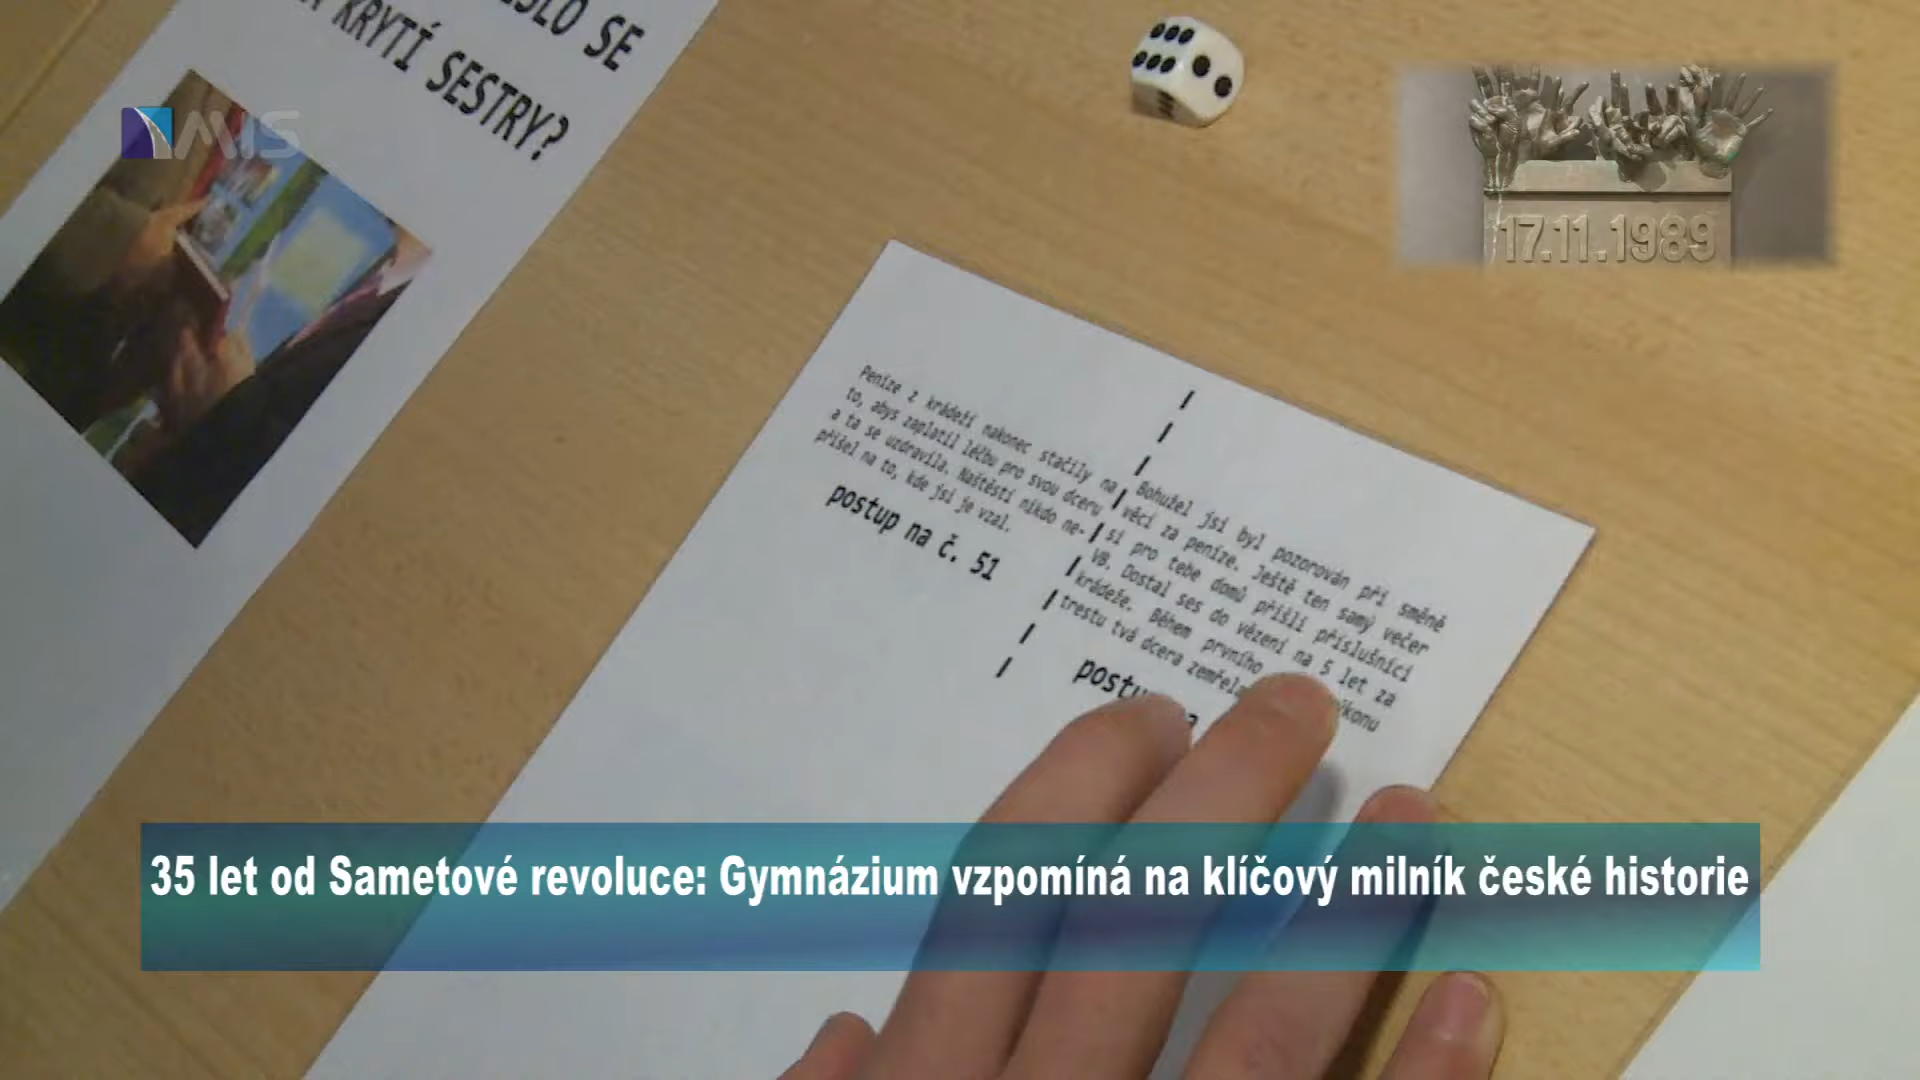 SE
KRYTÍ SESTRY?
MIS
17.11.1989
Peníze z krádeží nakonec stačily na
to, abys zaplatil léčbu pro svou dceru
a ta se uzdravila. Naštěstí nikdo ne-
přišel na to, kde jsi je vzal.
postup na č. 51
Bohužel jsi byl pozorován při směně
věcí za peníze. Ještě ten samý večer
si pro tebe domů přišli příslušníci
VB. Dostal ses do vězení na 5 let za
krádeže. Během prvního
trestu tvá dcera zemřela
35 let od Sametové revoluce: Gymnázium vzpomíná na klíčový milník české historie